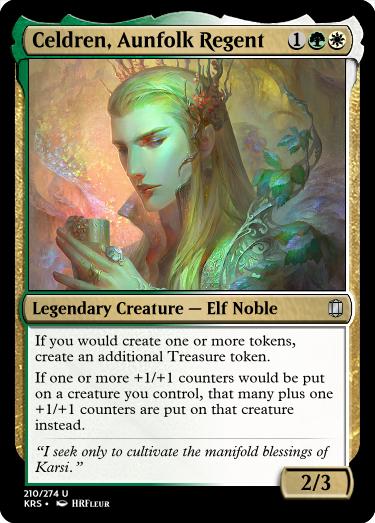 Celdren, Aunfolk Regent 1
Legendary Creature — Elf Noble
If you would create one or more tokens,
create an additional Treasure token.
If one or more +1/+1 counters would be put
on a creature you control, that many plus one
+1/+1 counters are put on that creature
instead.
“I seek only to cultivate the manifold blessings of
Karsi.”
2/3
210/274 U
KRS • HRFleur